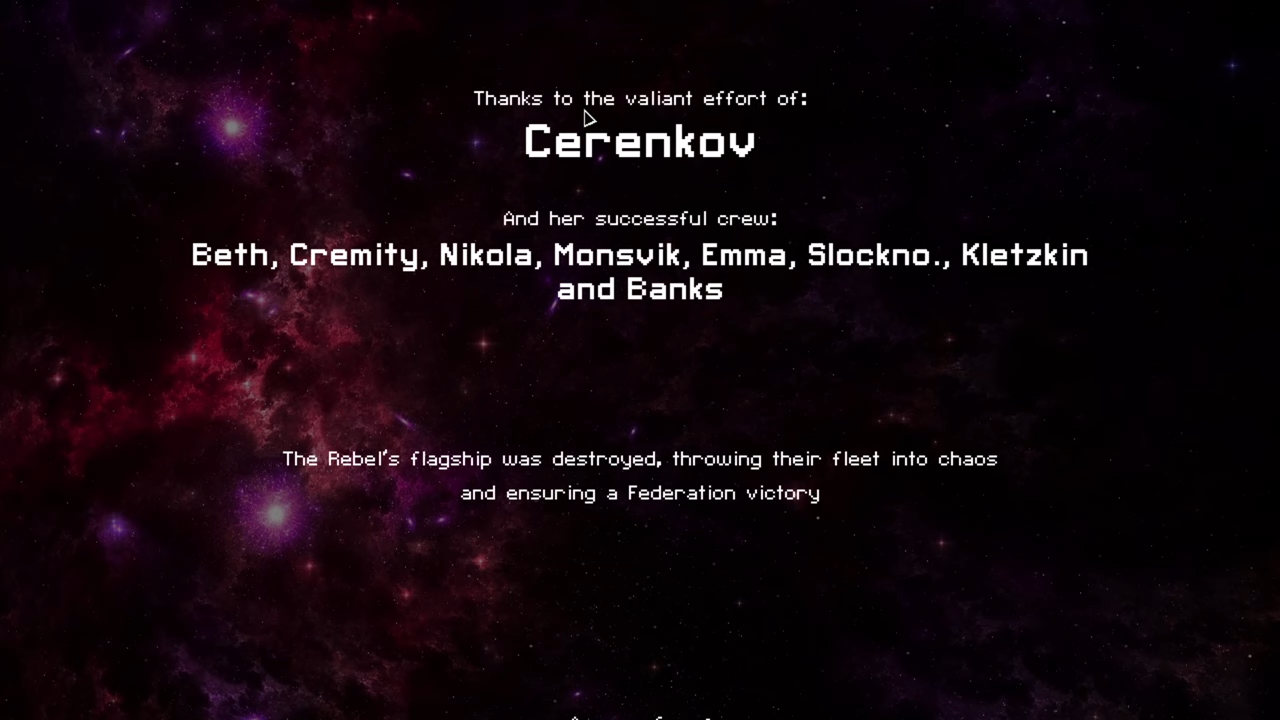 Thanks to the valiant effort of:
Cerenkov
And her successful crew:
Beth, Cremity, Nikola, Monsvik, Emma, Slockno., Kletzkin
and Banks
The Rebel's flagship was destroyed, throwing their fleet into chaos
and ensuring a Federation victory